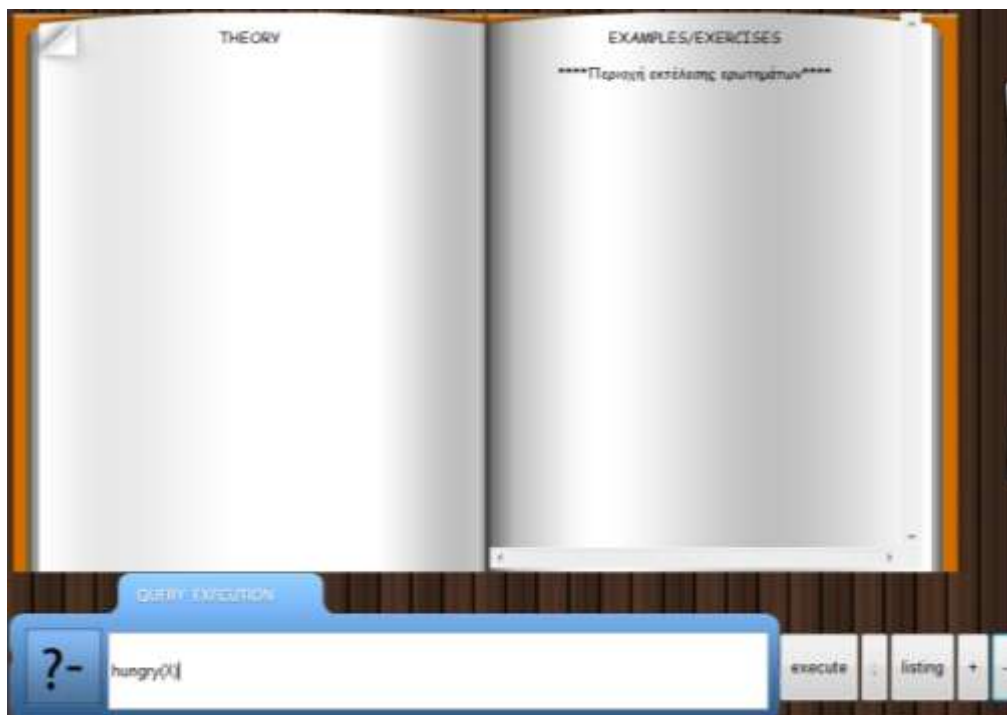 THEORY
EXAMPLES/EXERCISES
****Περιοχή εκτέλεσης ερωτημάτων****
QUERY EXECUTION
?-
hungry(X)
execute
;
listing
+
-